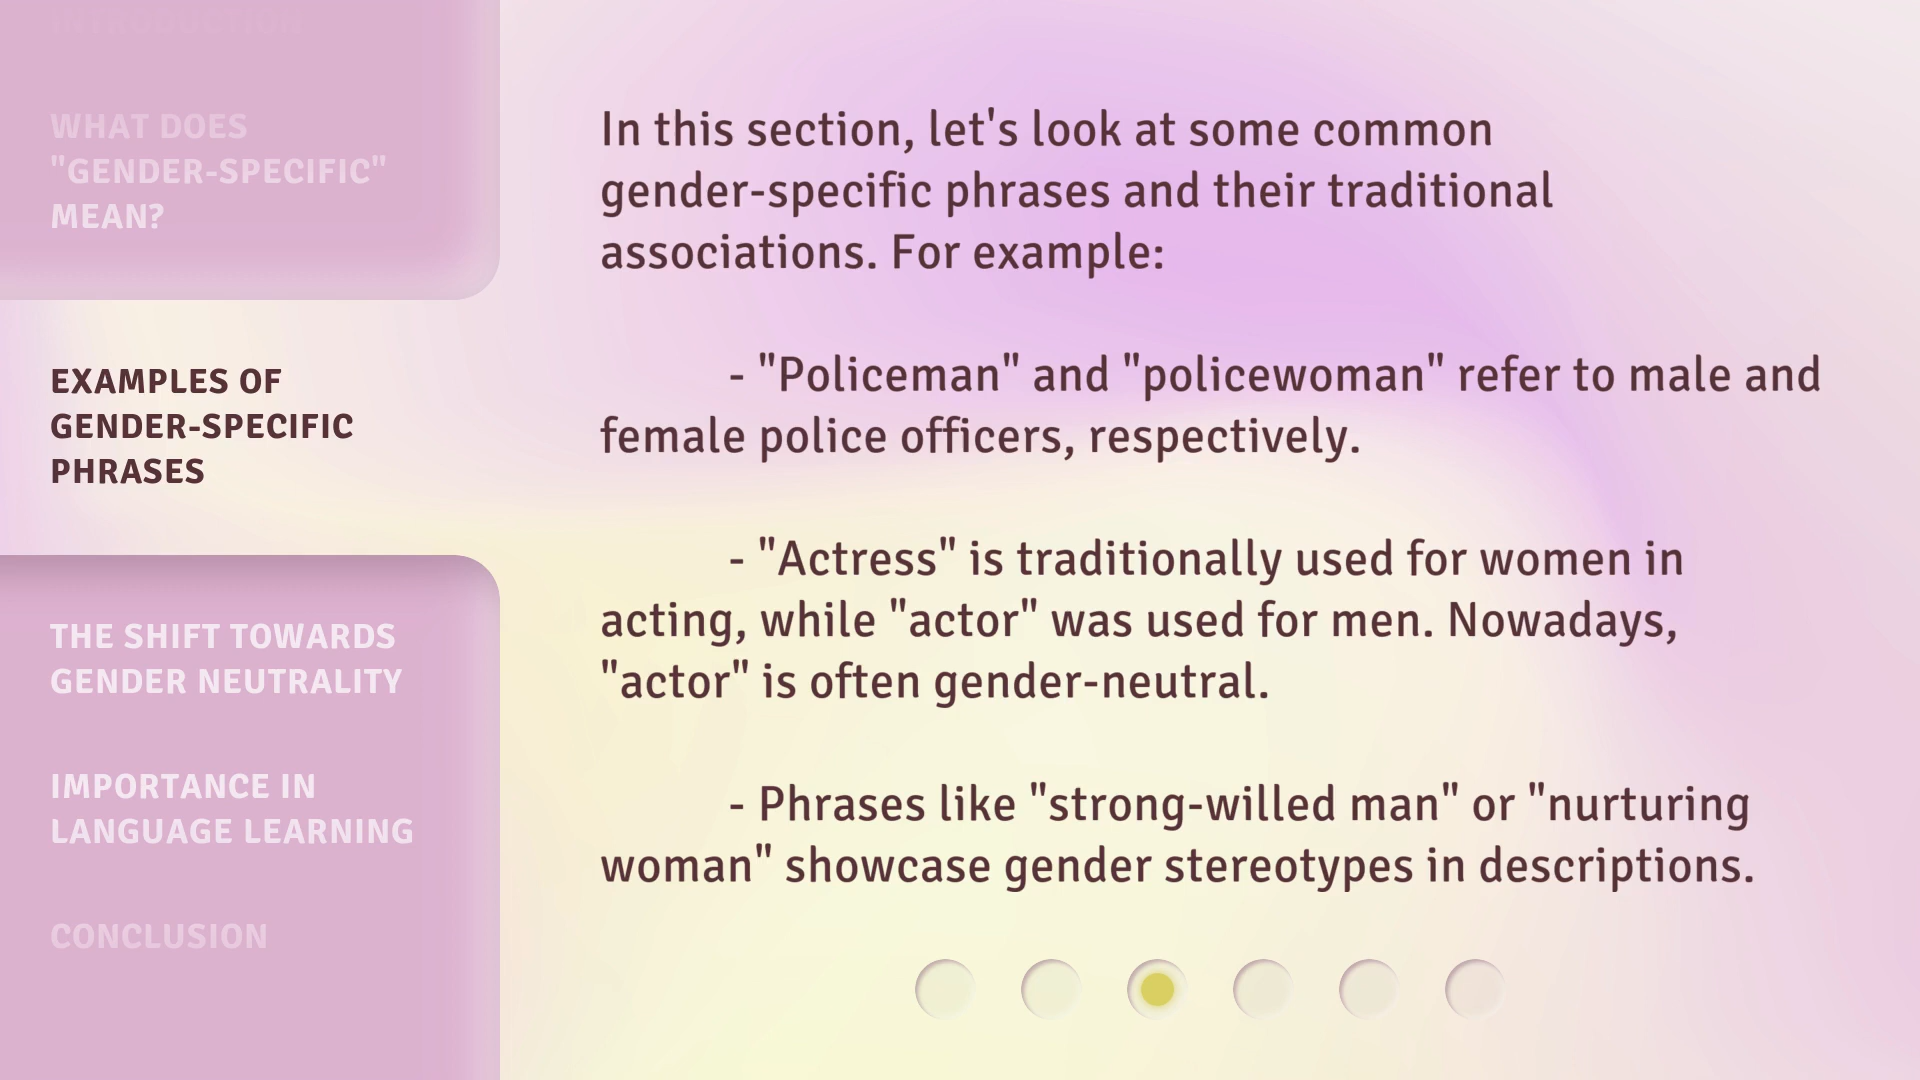 INTRODUCTION
WHAT DOES
"GENDER-SPECIFIC"
MEAN?
EXAMPLES OF
GENDER-SPECIFIC
PHRASES
THE SHIFT TOWARDS
GENDER NEUTRALITY
IMPORTANCE IN
LANGUAGE LEARNING
CONCLUSION
In this section, let's look at some common
gender-specific phrases and their traditional
associations. For example:
- "Policeman" and "policewoman" refer to male and
female police officers, respectively.
- "Actress" is traditionally used for women in
acting, while "actor" was used for men. Nowadays,
"actor" is often gender-neutral.
- Phrases like "strong-willed man" or "nurturing
woman" showcase gender stereotypes in descriptions.